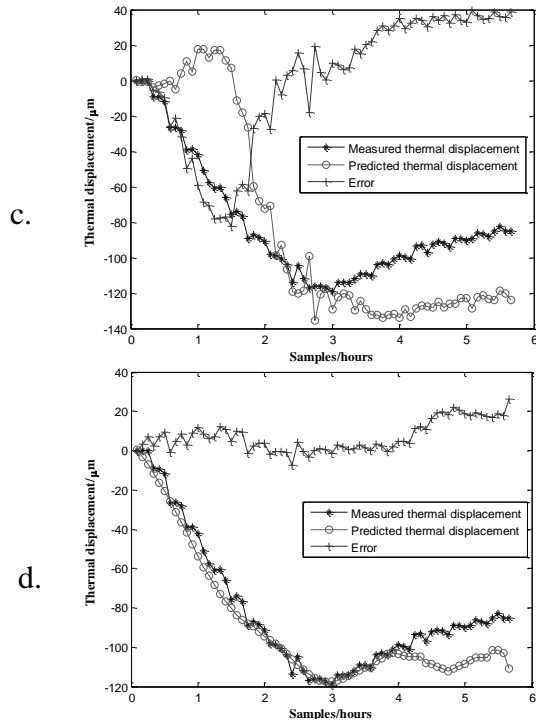 c.
Thermal displacement/μm
40
20
0
-20
-40
-60
-80
-100
-120
-140
0 1 2 3 4 5 6
Samples/hours
Measured thermal displacement
Predicted thermal displacement
Error
d.
Thermal displacement/μm
40
20
0
-20
-40
-60
-80
-100
-120
0 1 2 3 4 5 6
Samples/hours
Measured thermal displacement
Predicted thermal displacement
Error